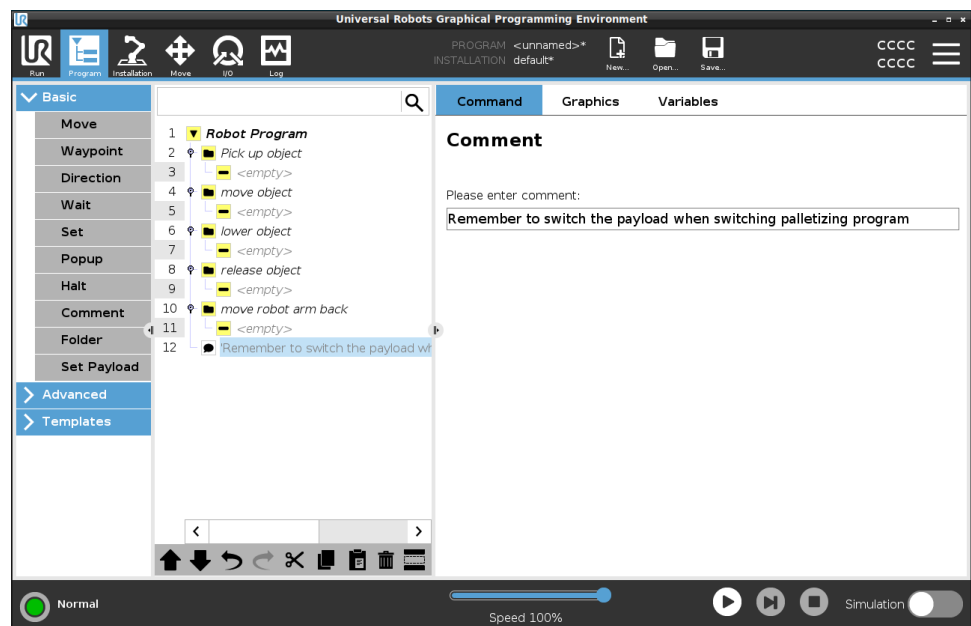 Universal Robots Graphical Programming Environment
UR
Run
Program
Installation
Move
I/O
Log
PROGRAM <unnamed>*
INSTALLATION default*
New...
Open...
Save...
CCCC
CCCC
Basic
Move
Waypoint
Direction
Wait
Set
Popup
Halt
Comment
Folder
Set Payload
Advanced
Templates
1 Robot Program
2 Pick up object
3 <empty>
4 move object
5 <empty>
6 lower object
7 <empty>
8 release object
9 <empty>
10 move robot arm back
11 <empty>
12 'Remember to switch the payload wh
Command
Graphics
Variables
Comment
Please enter comment:
Remember to switch the payload when switching palletizing program
Normal
Speed 100%
Simulation